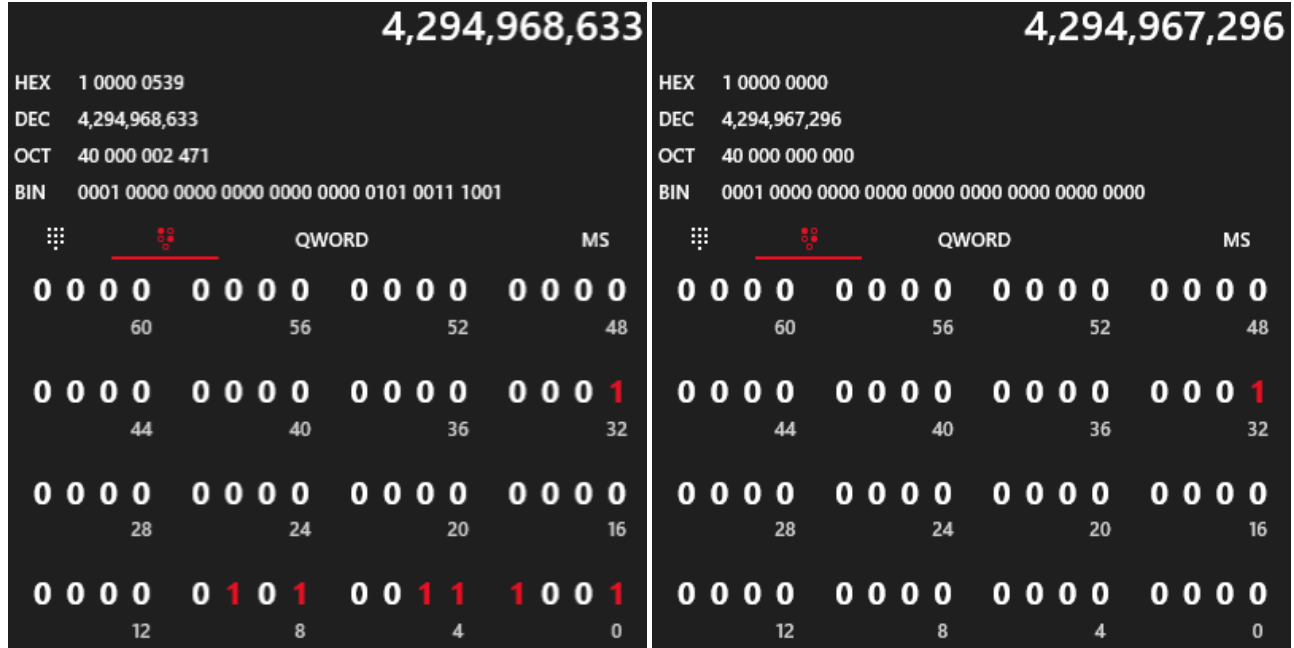 4,294,968,633
HEX 1 0000 0539
DEC 4,294,968,633
OCT 40 000 002 471
BIN 0001 0000 0000 0000 0000 0000 0101 0011 1001
QWORD MS
0 0 0 0 0 0 0 0 0 0 0 0 0 0 0 0
60 56 52 48
0 0 0 0 0 0 0 0 0 0 0 0 0 0 0 1
44 40 36 32
0 0 0 0 0 0 0 0 0 0 0 0 0 0 0 0
28 24 20 16
0 0 0 0 0 1 0 1 0 0 1 1 1 0 0 1
12 8 4 0
4,294,967,296
HEX 1 0000 0000
DEC 4,294,967,296
OCT 40 000 000 000
BIN 0001 0000 0000 0000 0000 0000 0000 0000 0000
QWORD MS
0 0 0 0 0 0 0 0 0 0 0 0 0 0 0 0
60 56 52 48
0 0 0 0 0 0 0 0 0 0 0 0 0 0 0 1
44 40 36 32
0 0 0 0 0 0 0 0 0 0 0 0 0 0 0 0
28 24 20 16
0 0 0 0 0 0 0 0 0 0 0 0 0 0 0 0
12 8 4 0